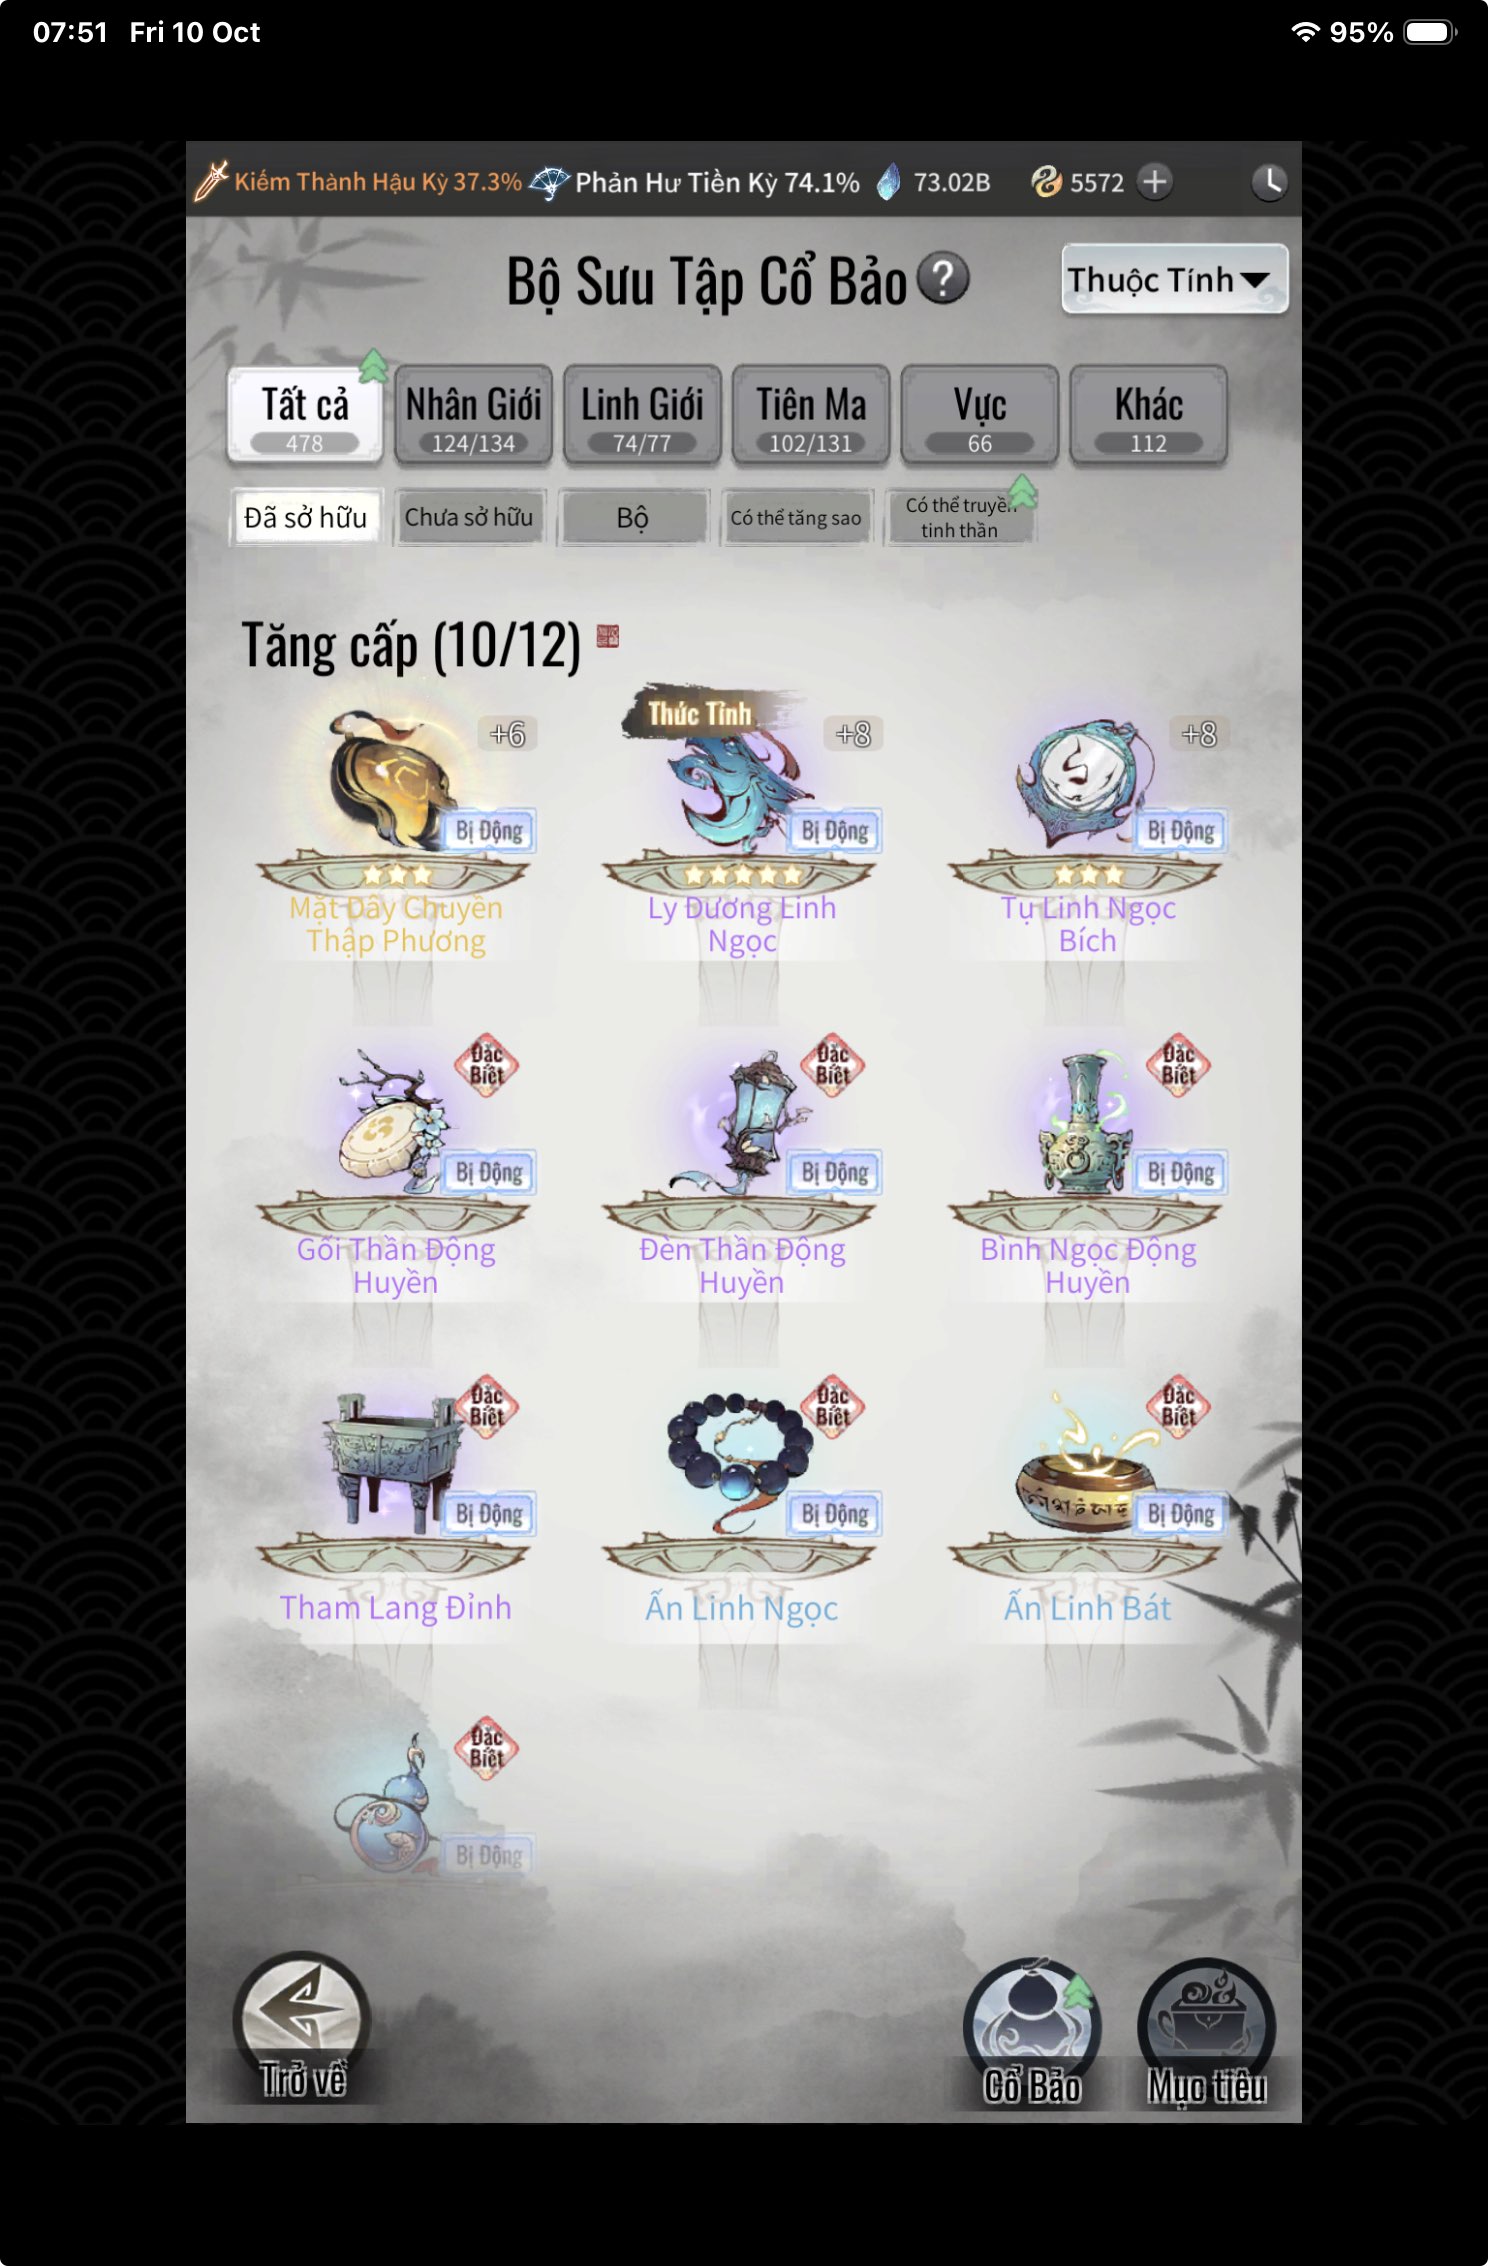 07:51 Fri 10 Oct 95%
Kiếm Thành Hậu Kỳ 37.3% Phản Hư Tiền Kỳ 74.1% 73.02B 5572
Bộ Sưu Tập Cổ Bảo ? Thuộc Tính
Tất cả Nhân Giới Linh Giới Tiên Ma Vực Khác
478 124/134 74/77 102/131 66 112
Đã sở hữu Chưa sở hữu Bộ Có thể tăng sao Có thể truyền
tinh thần
Tăng cấp (10/12)
+6 Thức Tỉnh +8 +8
Bị Động Bị Động Bị Động
Mặt Dây Chuyền Ly Dương Linh Tụ Linh Ngọc
Thập Phương Ngọc Bích
Đặc Đặc Đặc
Biệt Biệt Biệt
Bị Động Bị Động Bị Động
Gối Thần Động Đèn Thần Động Bình Ngọc Động
Huyền Huyền Huyền
Đặc Đặc Đặc
Biệt Biệt Biệt
Bị Động Bị Động Bị Động
Tham Lang Đỉnh Ẩn Linh Ngọc Ẩn Linh Bát
Đặc
Biệt
Bị Động
Trở về Cổ Bảo Mục tiêu